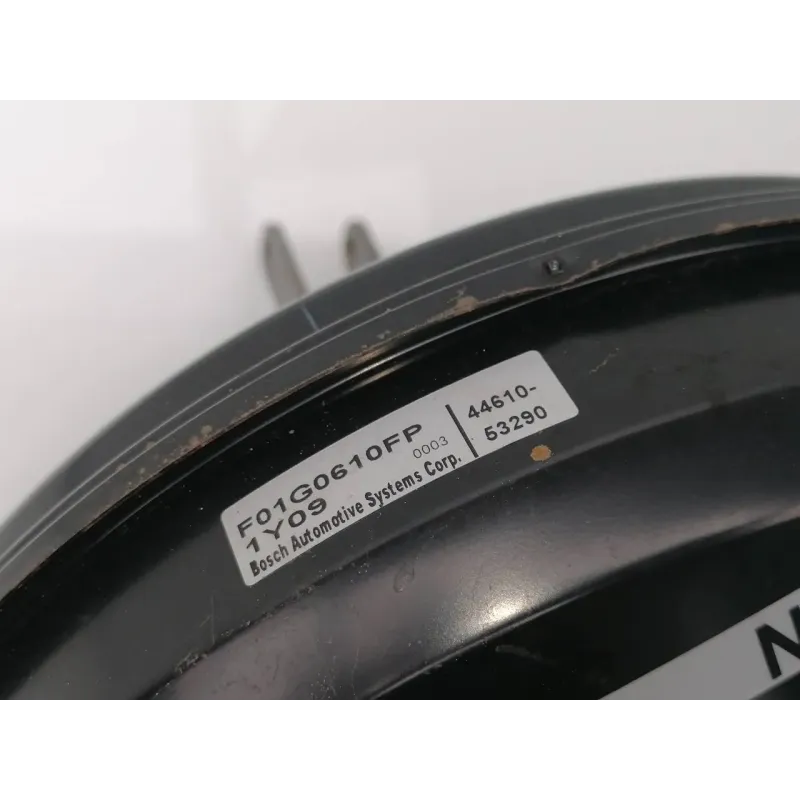 F01G0610FP
0003
1Y09
Bosch Automotive Systems Corp.
44610-
53290
N